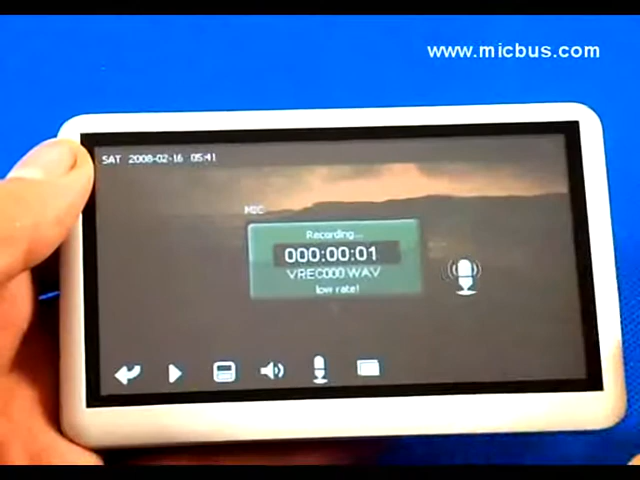 www.micbus.com
SAT 2008-02-16 05:41
MIC
Recording...
000:00:01
VREC000.WAV
low rate!